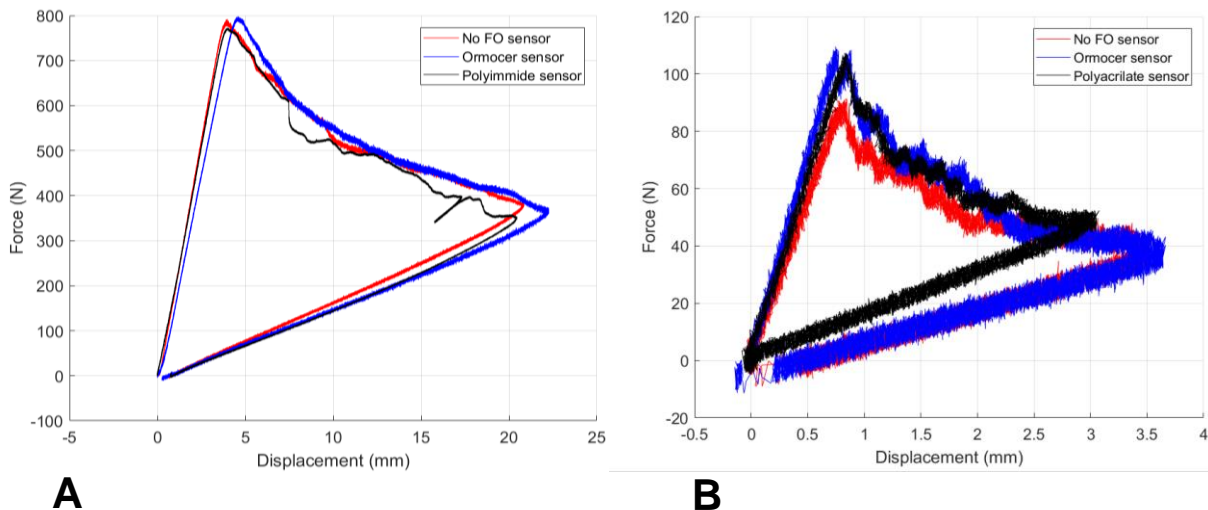 800
700
600
500
400
300
200
100
0
-100
-5
0
5
10
15
20
25
Force (N)
Displacement (mm)
No FO sensor
Ormocer sensor
Polyimmide sensor
A
120
100
80
60
40
20
0
-20
-0.5
0
0.5
1
1.5
2
2.5
3
3.5
4
Force (N)
Displacement (mm)
No FO sensor
Ormocer sensor
Polyacrilate sensor
B